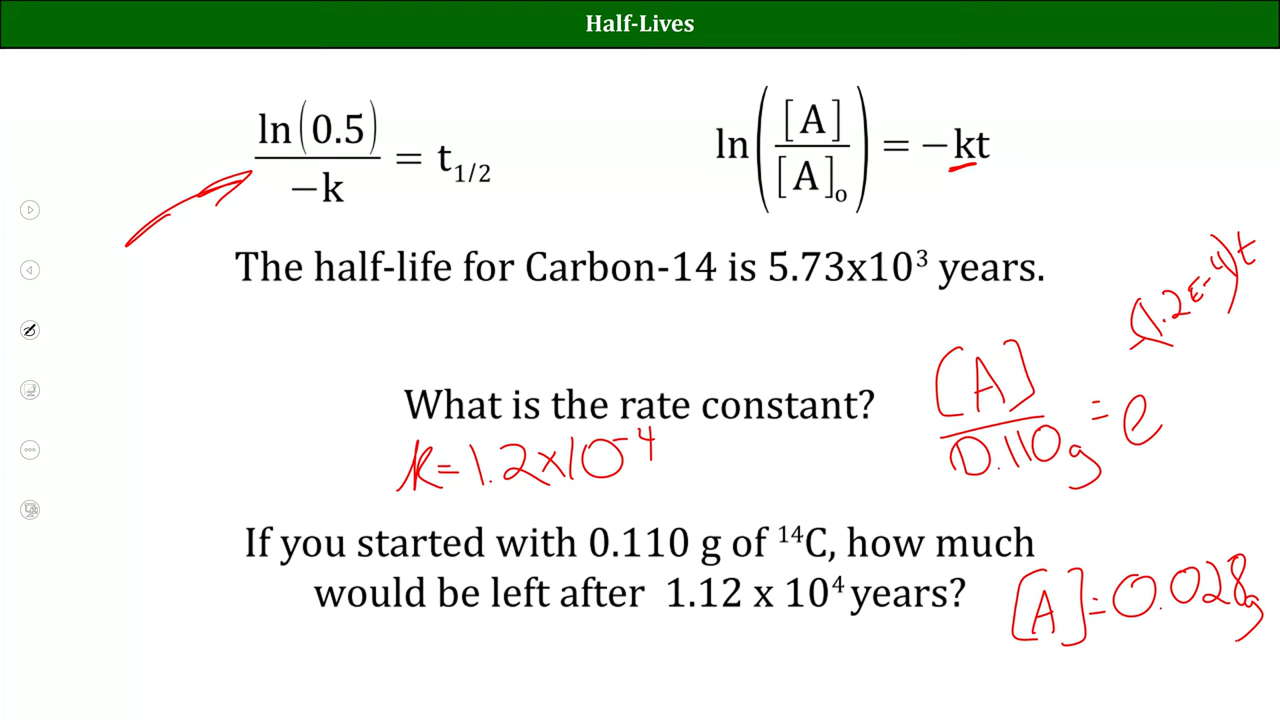 Half-Lives
ln(0.5) / −k = t1/2
ln([A] / [A]o) = −kt
The half-life for Carbon-14 is 5.73x10³ years.
What is the rate constant?
k=1.2x10⁻⁴
[A] / 0.110g = e^-(1.2E-4)t
If you started with 0.110 g of ¹⁴C, how much
would be left after 1.12 x 10⁴ years?
[A]=0.028g